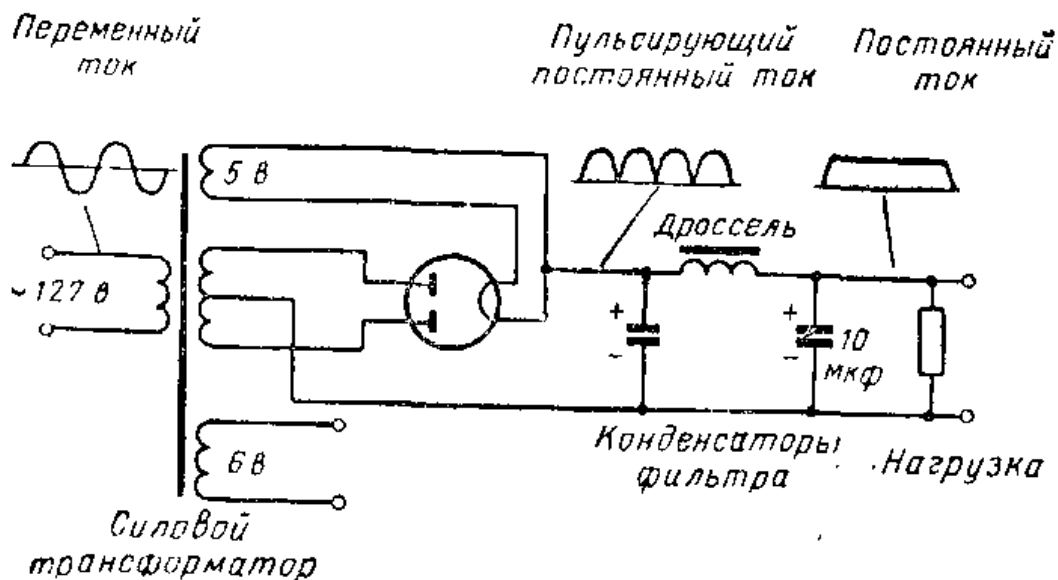 Переменный
ток
Пульсирующий
постоянный ток
Постоянный
ток
5 в
Дроссель
~127 в
+
-
+
-
10
мкф
6 в
Конденсаторы
фильтра
Нагрузка
Силовой
трансформатор